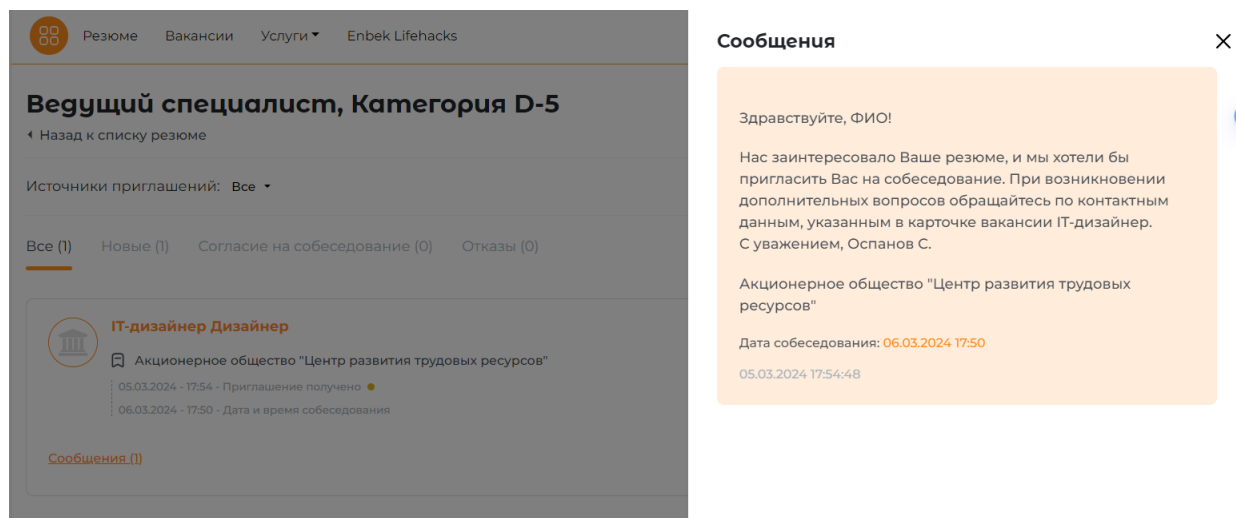 Резюме Вакансии Услуги Enbek Lifehacks
Ведущий специалист, Категория D-5
Назад к списку резюме
Источники приглашений: Все
Все (1) Новые (1) Согласие на собеседование (0) Отказы (0)
IT-дизайнер Дизайнер
Акционерное общество "Центр развития трудовых ресурсов"
05.03.2024 - 17:54 - Приглашение получено
06.03.2024 - 17:50 - Дата и время собеседования
Сообщения (1)
Сообщения
Здравствуйте, ФИО!
Нас заинтересовало Ваше резюме, и мы хотели бы
пригласить Вас на собеседование. При возникновении
дополнительных вопросов обращайтесь по контактным
данным, указанным в карточке вакансии IT-дизайнер.
С уважением, Оспанов С.
Акционерное общество "Центр развития трудовых
ресурсов"
Дата собеседования: 06.03.2024 17:50
05.03.2024 17:54:48